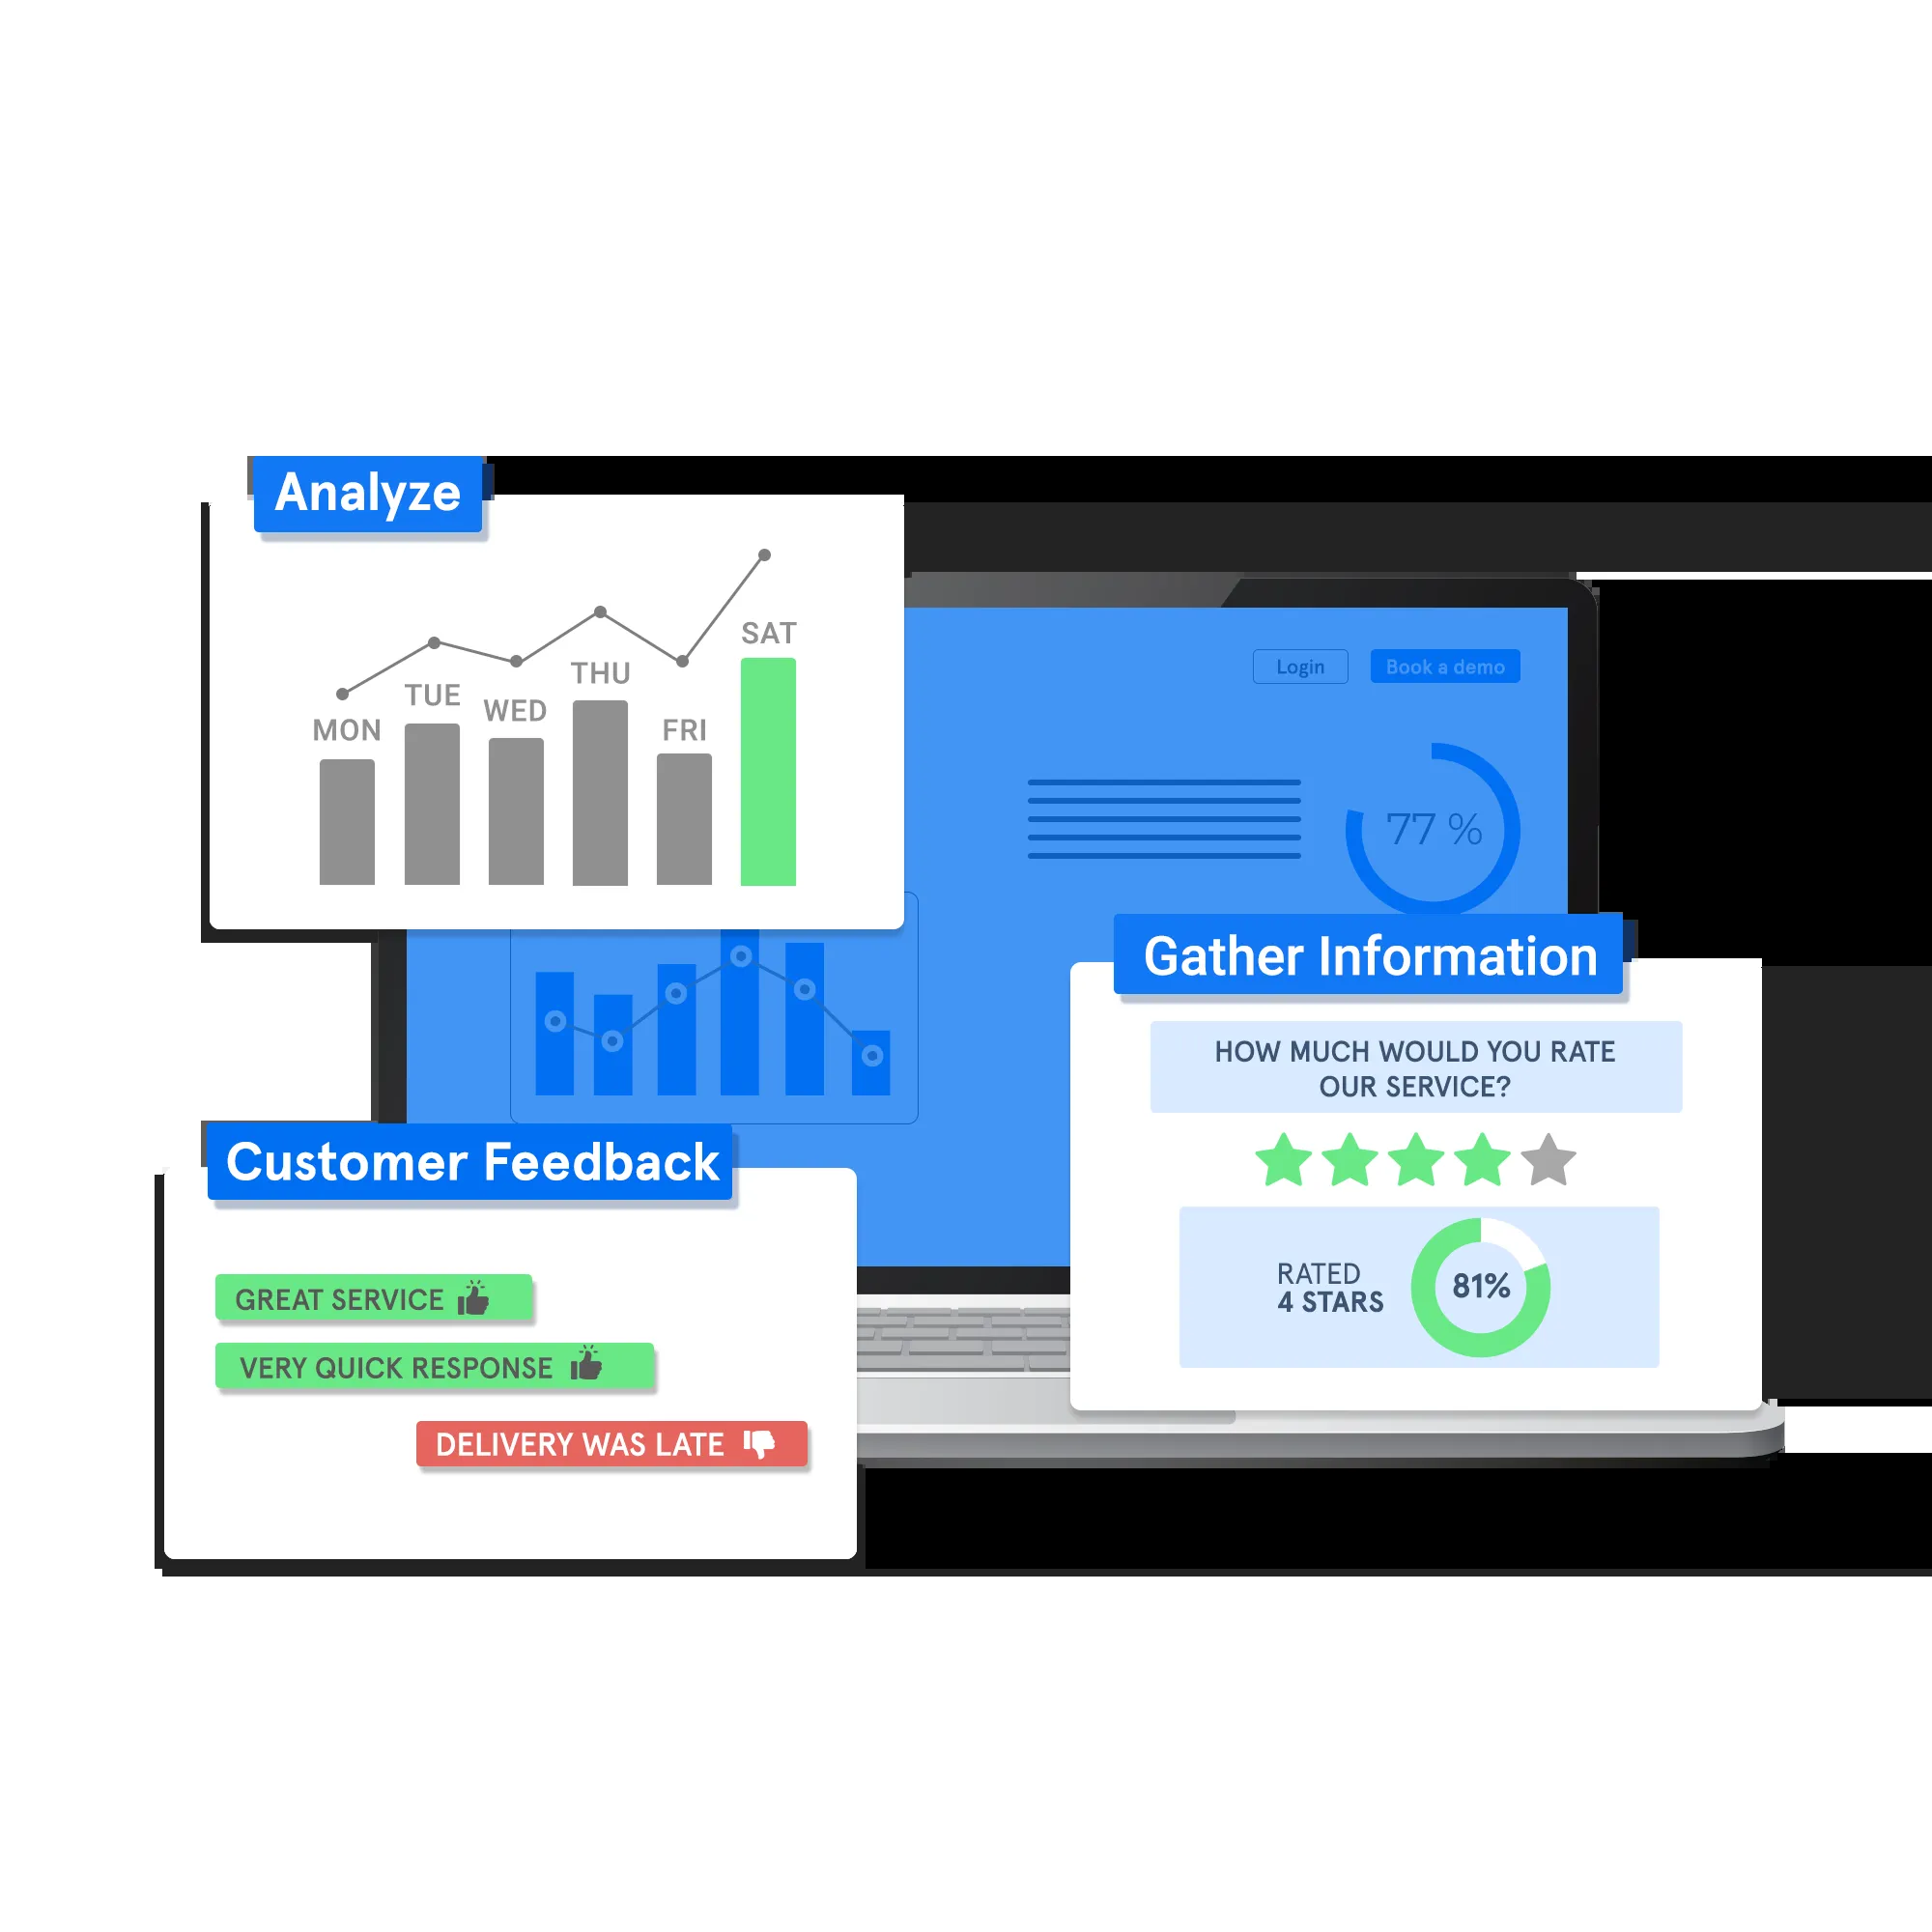 Analyze
SAT
THU
TUE
WED
MON
FRI
Login
Book a demo
77 %
Gather Information
HOW MUCH WOULD YOU RATE
OUR SERVICE?
RATED
4 STARS
81%
Customer Feedback
GREAT SERVICE
VERY QUICK RESPONSE
DELIVERY WAS LATE